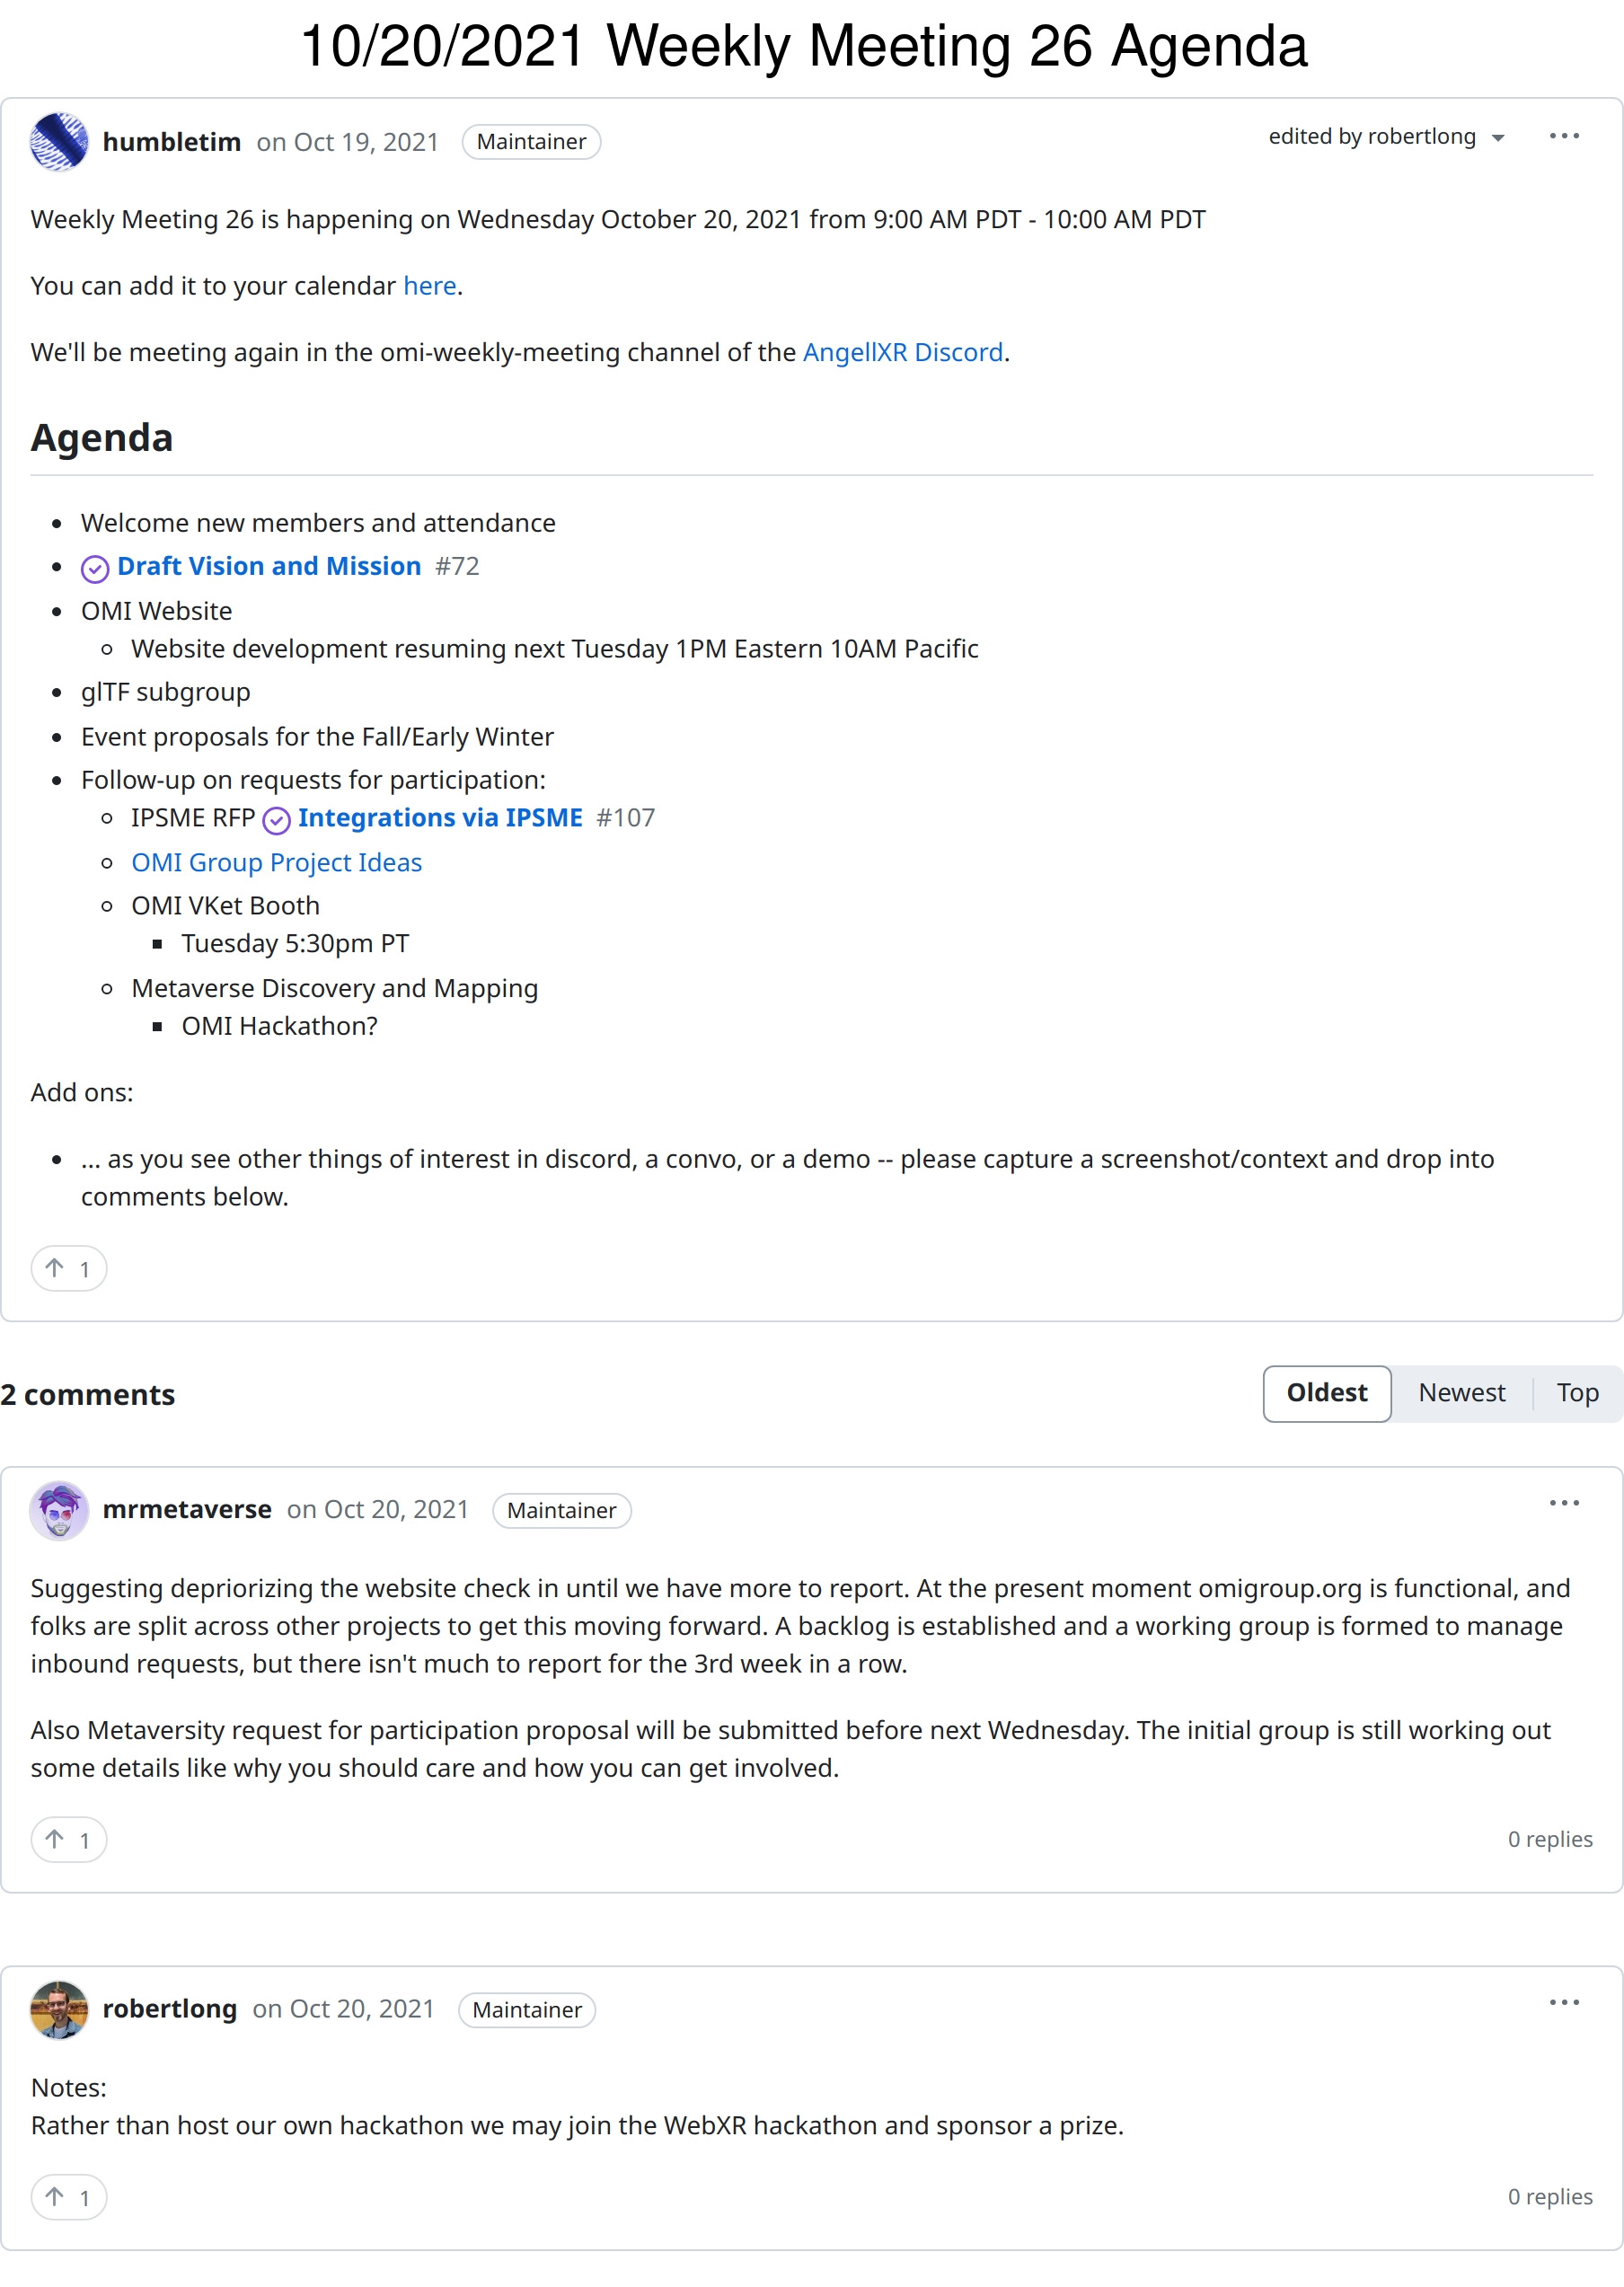 10/20/2021 Weekly Meeting 26 Agenda
humbletim on Oct 19, 2021 Maintainer edited by robertlong
Weekly Meeting 26 is happening on Wednesday October 20, 2021 from 9:00 AM PDT - 10:00 AM PDT
You can add it to your calendar here.
We'll be meeting again in the omi-weekly-meeting channel of the AngellXR Discord.
Agenda
Welcome new members and attendance
Draft Vision and Mission #72
OMI Website
Website development resuming next Tuesday 1PM Eastern 10AM Pacific
glTF subgroup
Event proposals for the Fall/Early Winter
Follow-up on requests for participation:
IPSME RFP Integrations via IPSME #107
OMI Group Project Ideas
OMI VKet Booth
Tuesday 5:30pm PT
Metaverse Discovery and Mapping
OMI Hackathon?
Add ons:
... as you see other things of interest in discord, a convo, or a demo -- please capture a screenshot/context and drop into
comments below.
1
2 comments
Oldest Newest Top
mrmetaverse on Oct 20, 2021 Maintainer
Suggesting depriorizing the website check in until we have more to report. At the present moment omigroup.org is functional, and
folks are split across other projects to get this moving forward. A backlog is established and a working group is formed to manage
inbound requests, but there isn't much to report for the 3rd week in a row.
Also Metaversity request for participation proposal will be submitted before next Wednesday. The initial group is still working out
some details like why you should care and how you can get involved.
1 0 replies
robertlong on Oct 20, 2021 Maintainer
Notes:
Rather than host our own hackathon we may join the WebXR hackathon and sponsor a prize.
1 0 replies